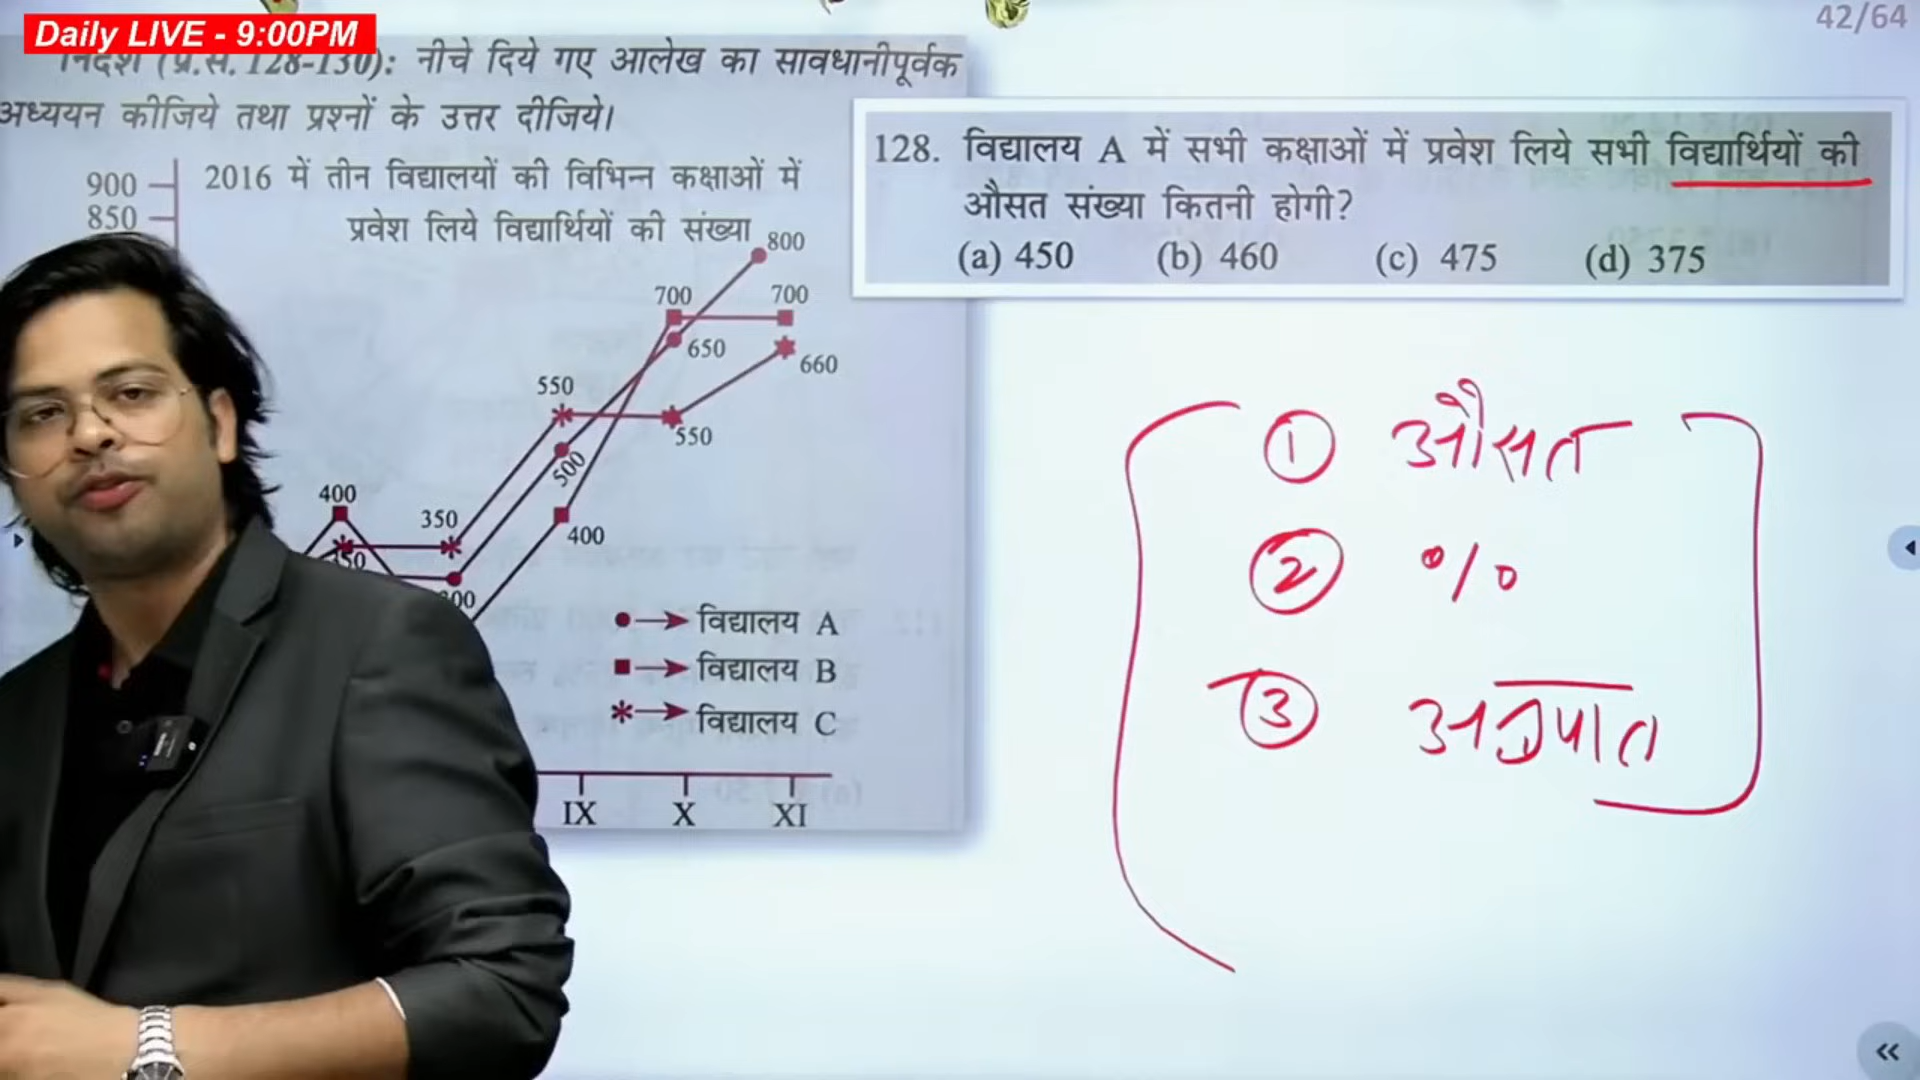 Daily LIVE - 9:00PM
42/64
निर्देश (प्र.सं. 128-130): नीचे दिये गए आलेख का सावधानीपूर्वक
अध्ययन कीजिये तथा प्रश्नों के उत्तर दीजिये।
2016 में तीन विद्यालयों की विभिन्न कक्षाओं में
प्रवेश लिये विद्यार्थियों की संख्या
900
850
800
700
700
650
660
550
550
500
400
400
350
350
विद्यालय A
विद्यालय B
विद्यालय C
IX X XI
128. विद्यालय A में सभी कक्षाओं में प्रवेश लिये सभी विद्यार्थियों की
औसत संख्या कितनी होगी?
(a) 450 (b) 460 (c) 475 (d) 375
1 औसत
2 %
3 अनुपात